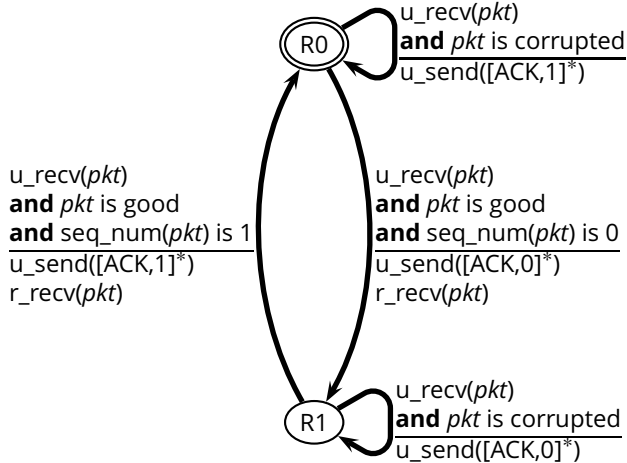 R0
u_recv(pkt)
and pkt is corrupted
u_send([ACK,1]*)
u_recv(pkt)
and pkt is good
and seq_num(pkt) is 1
u_send([ACK,1]*)
r_recv(pkt)
u_recv(pkt)
and pkt is good
and seq_num(pkt) is 0
u_send([ACK,0]*)
r_recv(pkt)
R1
u_recv(pkt)
and pkt is corrupted
u_send([ACK,0]*)